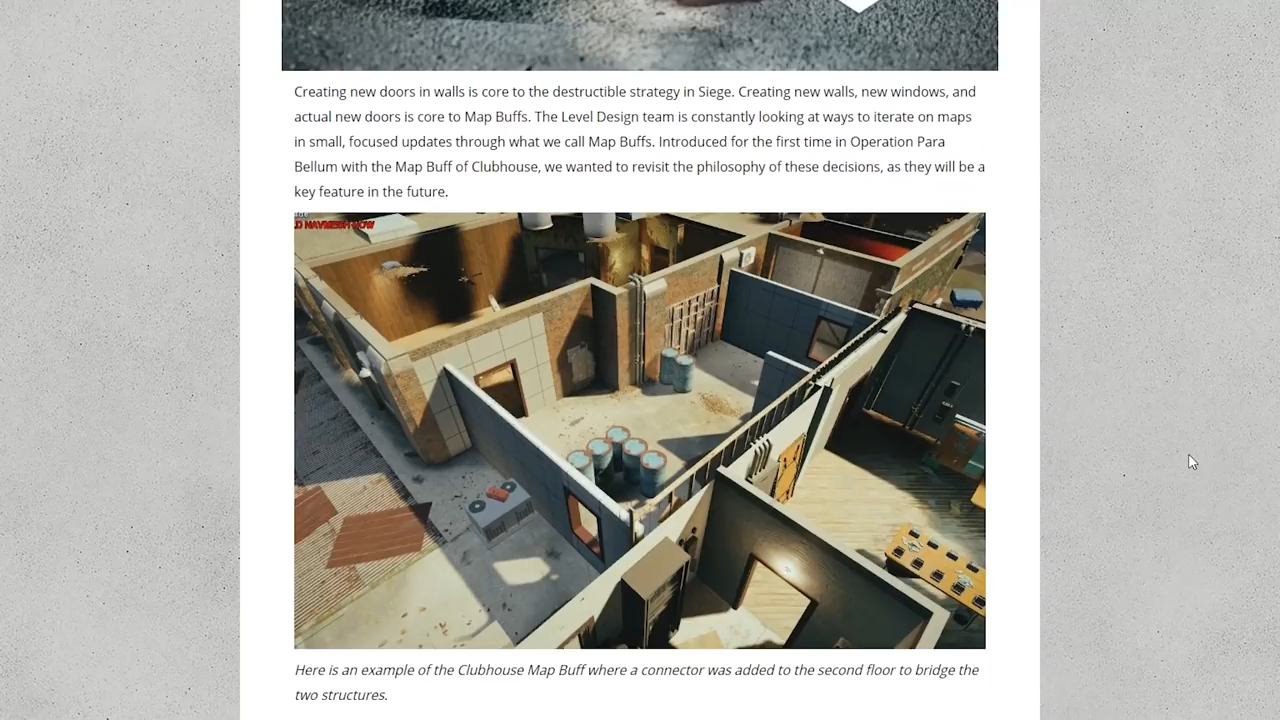 Creating new doors in walls is core to the destructible strategy in Siege. Creating new walls, new windows, and
actual new doors is core to Map Buffs. The Level Design team is constantly looking at ways to iterate on maps
in small, focused updates through what we call Map Buffs. Introduced for the first time in Operation Para
Bellum with the Map Buff of Clubhouse, we wanted to revisit the philosophy of these decisions, as they will be a
key feature in the future.
NAVMESH NOW
Here is an example of the Clubhouse Map Buff where a connector was added to the second floor to bridge the
two structures.